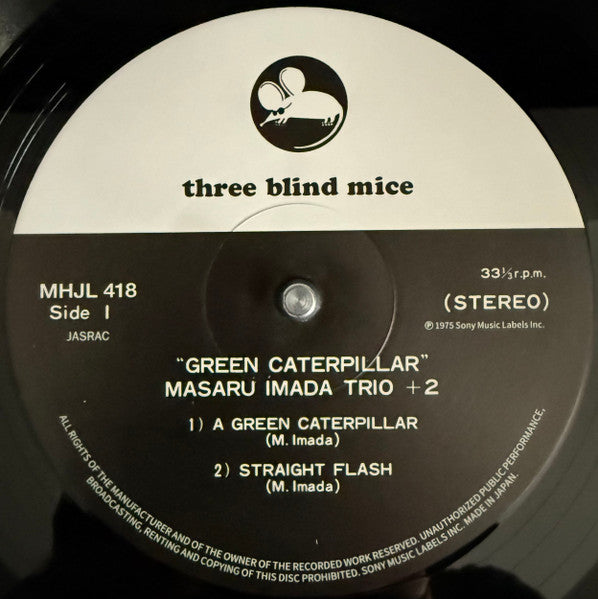 three blind mice
MHJL 418
Side 1
JASRAC
33⅓ r.p.m.
(STEREO)
℗ 1975 Sony Music Labels Inc.
"GREEN CATERPILLAR"
MASARU IMADA TRIO +2
1) A GREEN CATERPILLAR
(M. Imada)
2) STRAIGHT FLASH
(M. Imada)
ALL RIGHTS OF THE MANUFACTURER AND OF THE OWNER OF THE RECORDED WORK RESERVED. UNAUTHORIZED PUBLIC PERFORMANCE,
BROADCASTING, RENTING AND COPYING OF THIS DISC PROHIBITED. SONY MUSIC LABELS INC. MADE IN JAPAN.